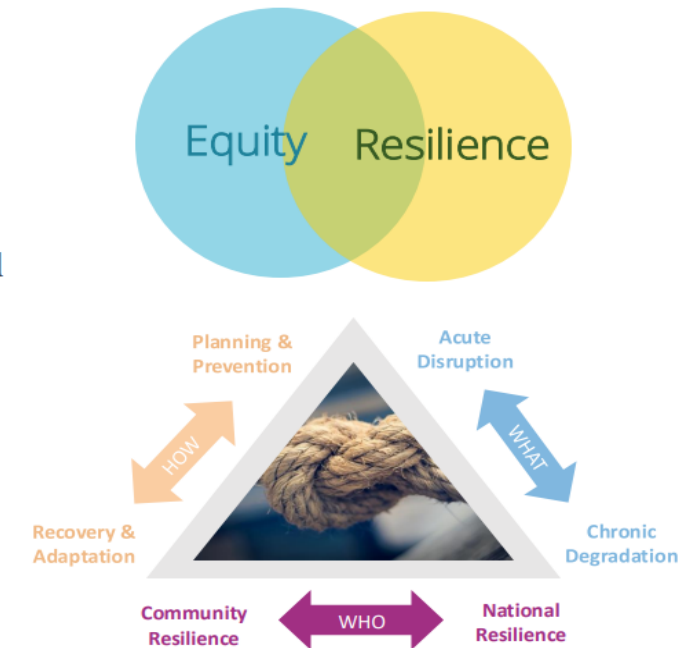 Equity
Resilience
Planning &
Prevention
Acute
Disruption
HOW
WHAT
Recovery &
Adaptation
Chronic
Degradation
Community
Resilience
WHO
National
Resilience